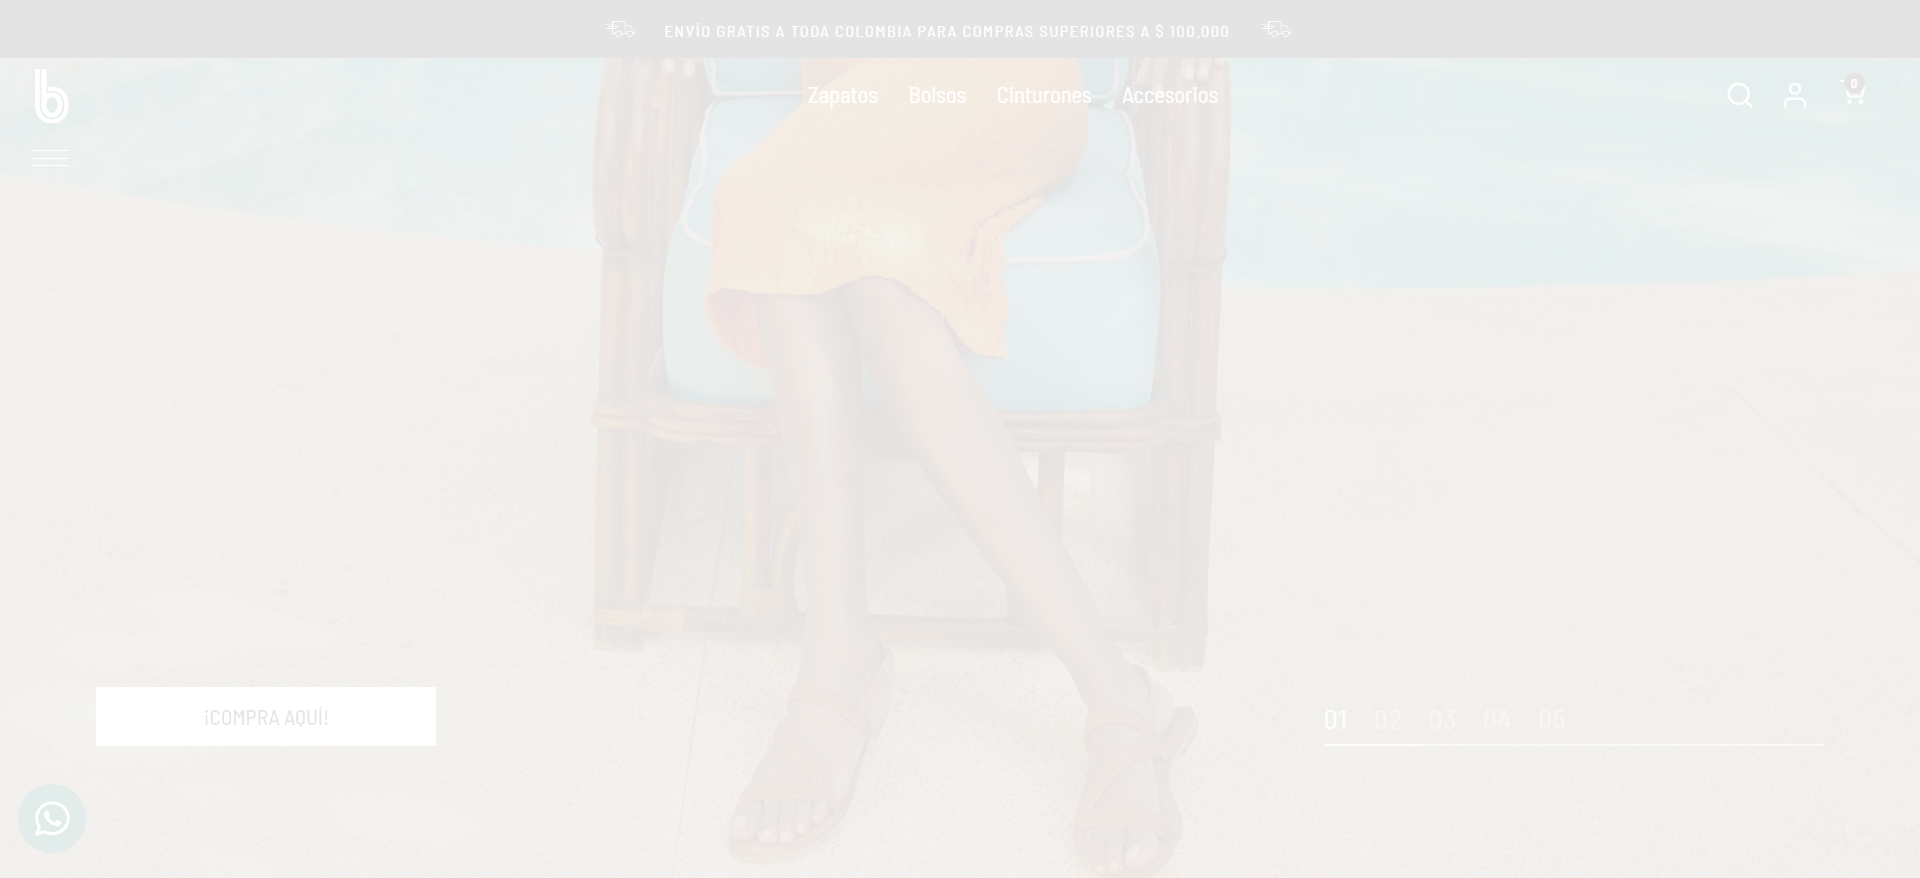 ENVÍO GRATIS A TODA COLOMBIA PARA COMPRAS SUPERIORES A $ 100.000
b
Zapatos Bolsos Cinturones Accesorios
0
¡COMPRA AQUÍ!
01 02 03 04 05